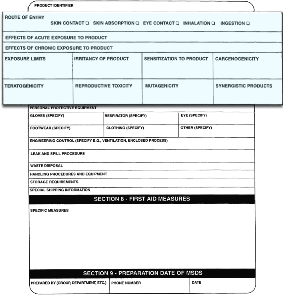 PRODUCT IDENTIFIER
ROUTE OF ENTRY
SKIN CONTACT □ SKIN ABSORPTION □ EYE CONTACT □ INHALATION □ INGESTION □
EFFECTS OF ACUTE EXPOSURE TO PRODUCT
EFFECTS OF CHRONIC EXPOSURE TO PRODUCT
EXPOSURE LIMITS IRRITANCY OF PRODUCT SENSITIZATION TO PRODUCT CARCENOGENICITY
TERATOGENICITY REPRODUCTIVE TOXICITY MUTAGENICITY SYNERGISTIC PRODUCTS
PERSONAL PROTECTIVE EQUIPMENT
GLOVES (SPECIFY) RESPIRATOR (SPECIFY) EYE (SPECIFY)
FOOTWEAR (SPECIFY) CLOTHING (SPECIFY) OTHER (SPECIFY)
ENGINEERING CONTROL (SPECIFY E.G., VENTILATION, ENCLOSED PROCESS)
LEAK AND SPILL PROCEDURE
WASTE DISPOSAL
HANDLING PROCEDURES AND EQUIPMENT
STORAGE REQUIREMENTS
SPECIAL SHIPPING INFORMATION
SECTION 8 - FIRST AID MEASURES
SPECIFIC MEASURES
SECTION 9 - PREPARATION DATE OF MSDS
PREPARED BY (GROUP, DEPARTMENT ETC.) PHONE NUMBER DATE